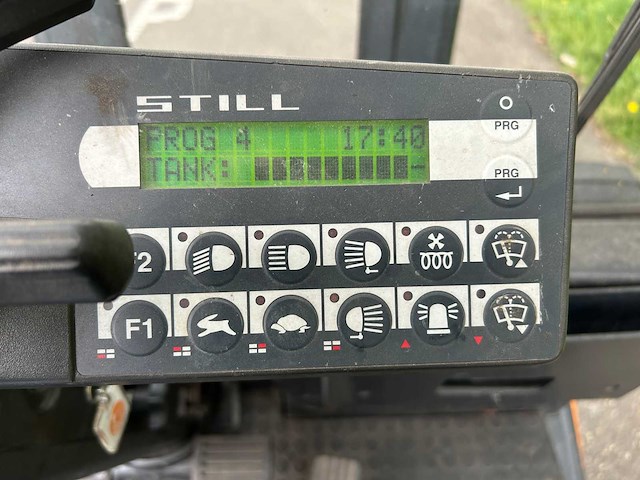 STILL
PROG 4 17:40
TANK:
PRG
PRG
F2
F1